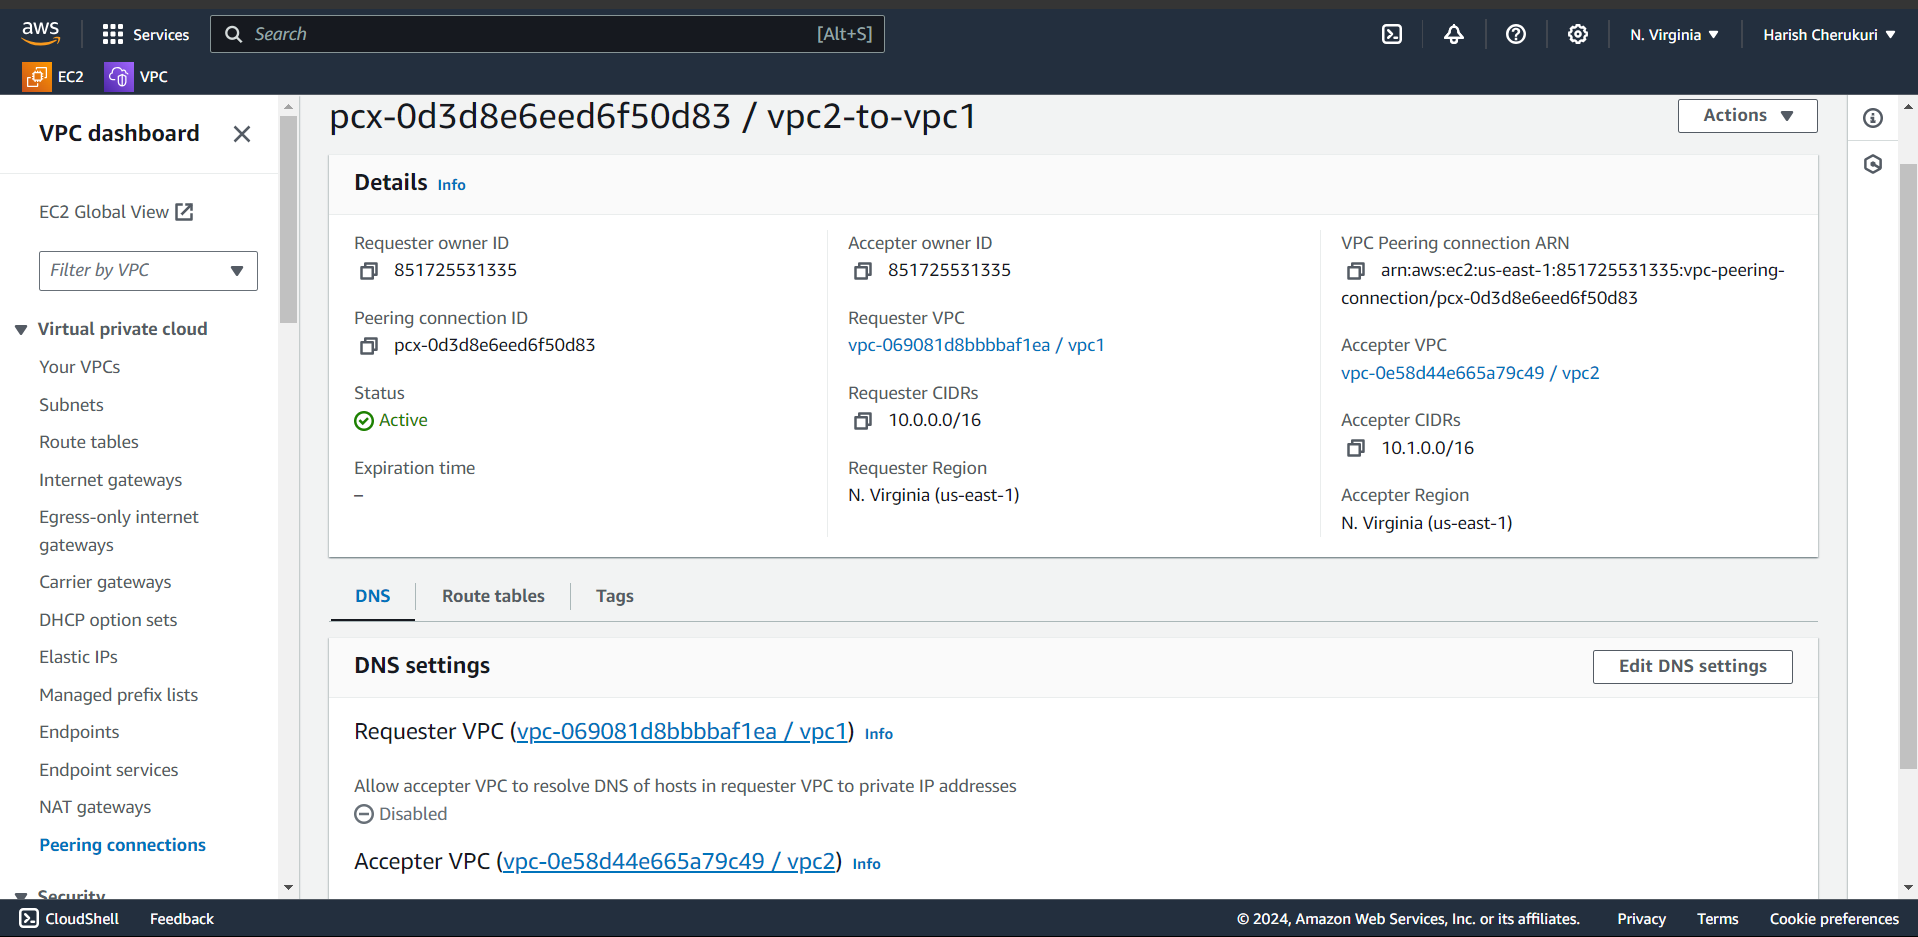 aws
Services
Search
[Alt+S]
N. Virginia
Harish Cherukuri
EC2
VPC
VPC dashboard
EC2 Global View
Filter by VPC
Virtual private cloud
Your VPCs
Subnets
Route tables
Internet gateways
Egress-only internet
gateways
Carrier gateways
DHCP option sets
Elastic IPs
Managed prefix lists
Endpoints
Endpoint services
NAT gateways
Peering connections
Security
pcx-0d3d8e6eed6f50d83 / vpc2-to-vpc1
Actions
Details Info
Requester owner ID
851725531335
Peering connection ID
pcx-0d3d8e6eed6f50d83
Status
Active
Expiration time
–
Accepter owner ID
851725531335
Requester VPC
vpc-069081d8bbbbaf1ea / vpc1
Requester CIDRs
10.0.0.0/16
Requester Region
N. Virginia (us-east-1)
VPC Peering connection ARN
arn:aws:ec2:us-east-1:851725531335:vpc-peering-
connection/pcx-0d3d8e6eed6f50d83
Accepter VPC
vpc-0e58d44e665a79c49 / vpc2
Accepter CIDRs
10.1.0.0/16
Accepter Region
N. Virginia (us-east-1)
DNS
Route tables
Tags
DNS settings
Edit DNS settings
Requester VPC (vpc-069081d8bbbbaf1ea / vpc1) Info
Allow accepter VPC to resolve DNS of hosts in requester VPC to private IP addresses
Disabled
Accepter VPC (vpc-0e58d44e665a79c49 / vpc2) Info
CloudShell
Feedback
© 2024, Amazon Web Services, Inc. or its affiliates.
Privacy
Terms
Cookie preferences